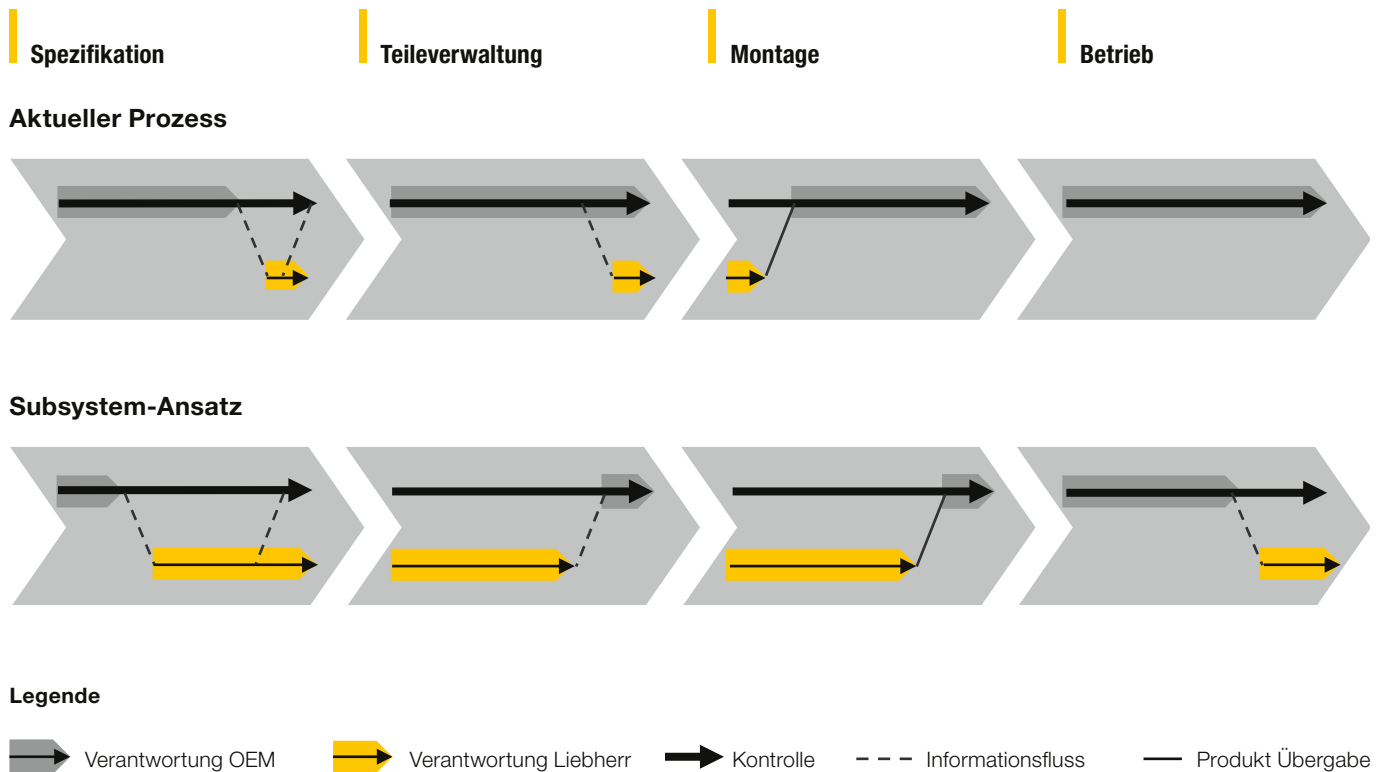 Spezifikation
Teileverwaltung
Montage
Betrieb
Aktueller Prozess
Subsystem-Ansatz
Legende
Verantwortung OEM
Verantwortung Liebherr
Kontrolle
Informationsfluss
Produkt Übergabe